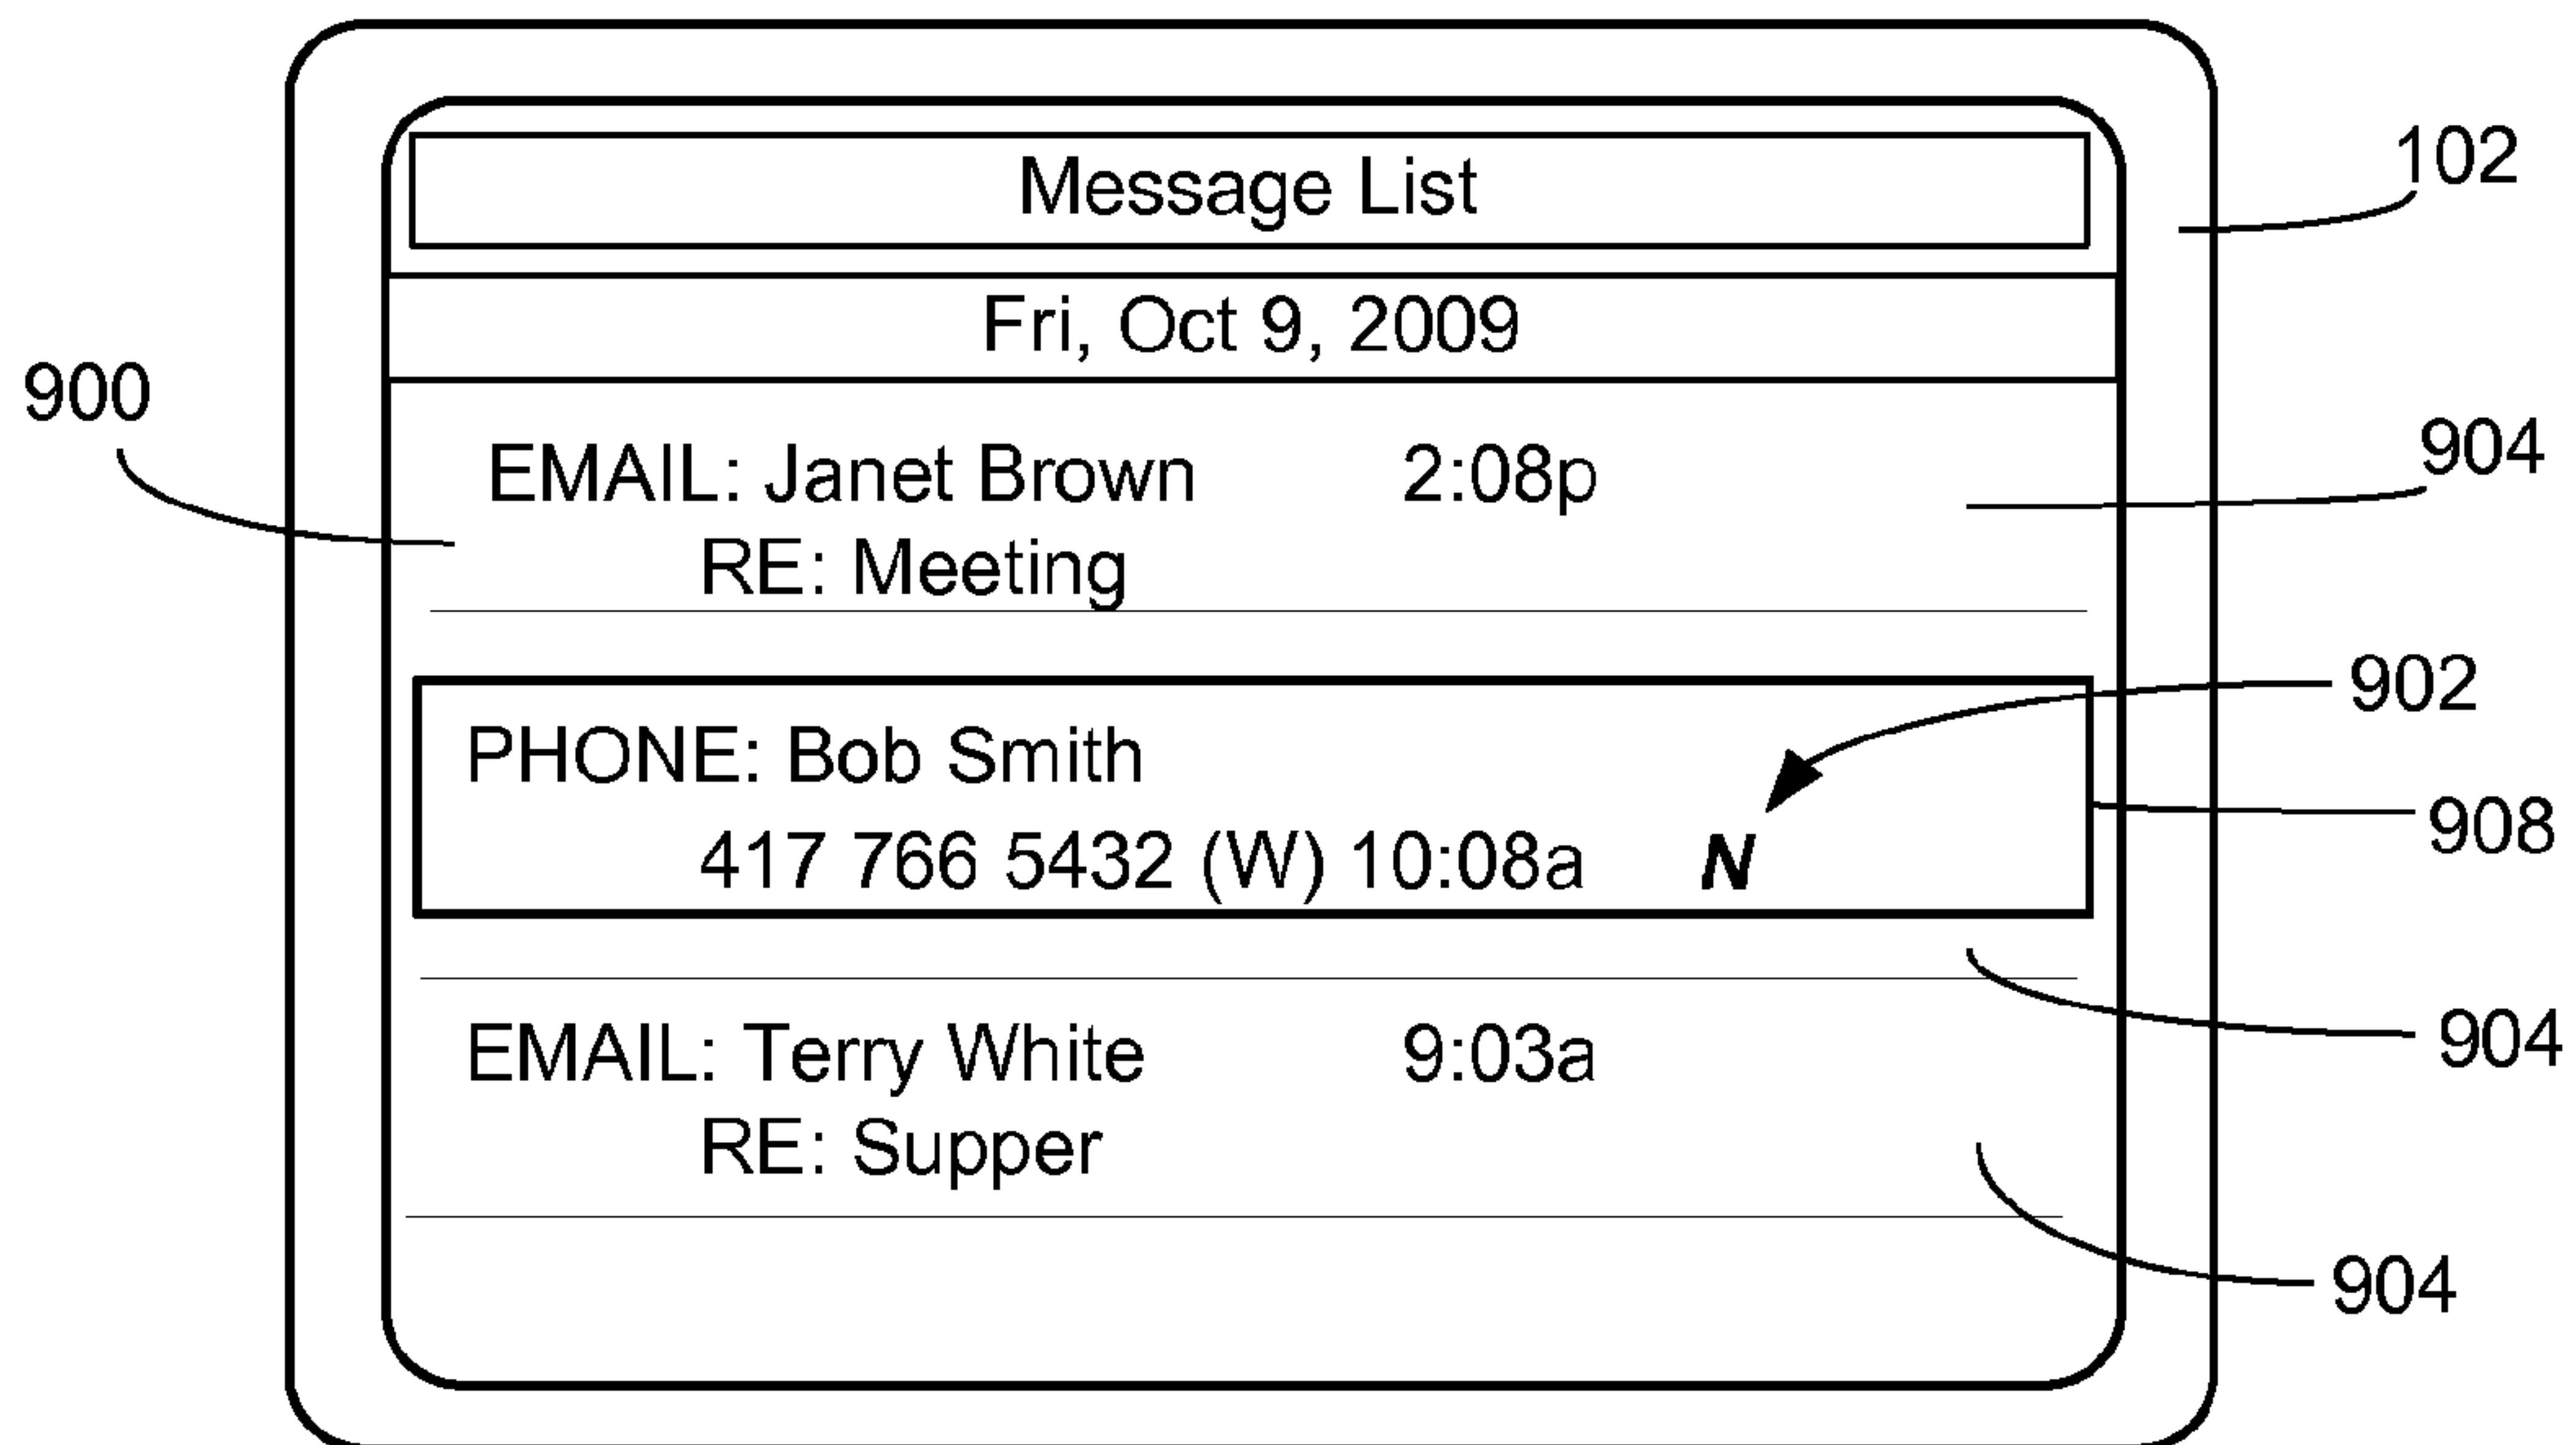 Message List
102
Fri, Oct 9, 2009
900
EMAIL: Janet Brown 2:08p
904
RE: Meeting
902
PHONE: Bob Smith
908
417 766 5432 (W) 10:08a N
904
EMAIL: Terry White 9:03a
RE: Supper
904